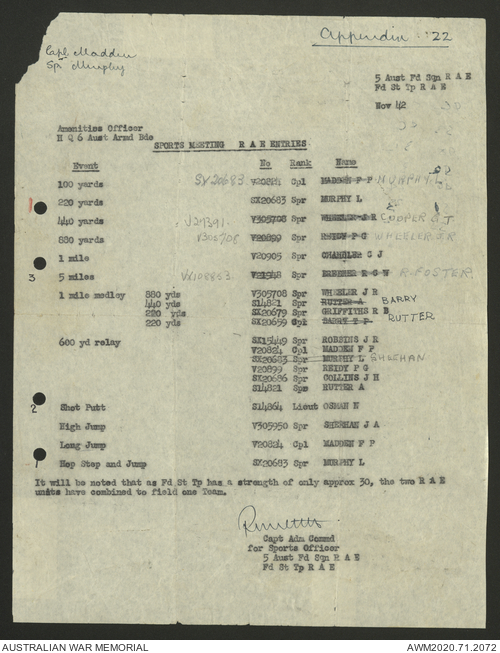 Appendix :22
Capt Madden
Spr Murphy
5 Aust Fd Sqn R A E
Fd St Tp R A E
Nov 42
Amenities Officer
H Q 6 Aust Armd Bde
SPORTS MEETING R A E ENTRIES
Event No Rank Name
100 yards SX20683 V20824 Cpl MADDEN F P MURPHY L
220 yards SX20683 Spr MURPHY L
440 yards V305708 Spr WHEELER J R COOPER G J
880 yards V305708 V20899 Spr REIDY P G WHEELER J R
1 mile V20905 Spr CHANDLER C J
5 miles Spr R. FOSTER
1 mile medley 880 yds V305708 Spr WHEELER J R
440 yds S14821 Spr RUTTER A BARRY
220 yds SX20679 Spr GRIFFITHS R B
220 yds SX20659 Cpl BARRY T P RUTTER
600 yd relay SX15449 Spr ROBBINS J R
V20824 Cpl MADDEN F P
SX20683 Spr MURPHY L SHEEHAN
V20899 Spr REIDY P G
SX20686 Spr COLLINS J H
S14821 Spr RUTTER A
Shot Putt S14864 Lieut OSMAN N
High Jump V305950 Spr SHEEHAN J A
Long Jump V20824 Cpl MADDEN F P
Hop Step and Jump SX20683 Spr MURPHY L
It will be noted that as Fd St Tp has a strength of only approx 30, the two R A E
units have combined to field one Team.
Capt Adm Commd
for Sports Officer
5 Aust Fd Sqn R A E
Fd St Tp R A E
AUSTRALIAN WAR MEMORIAL AWM2020.71.2072